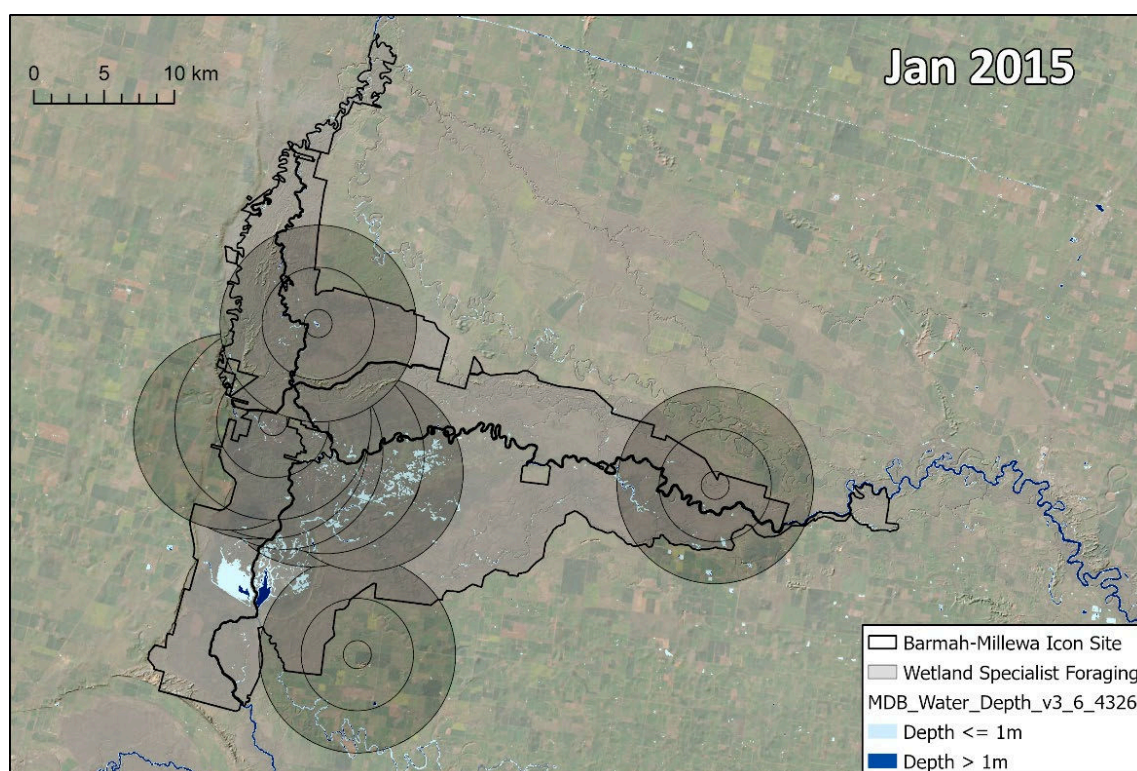 Jan 2015
0 5 10 km
Barmah-Millewa Icon Site
Wetland Specialist Foraging
MDB_Water_Depth_v3_6_4326
Depth <= 1m
Depth > 1m